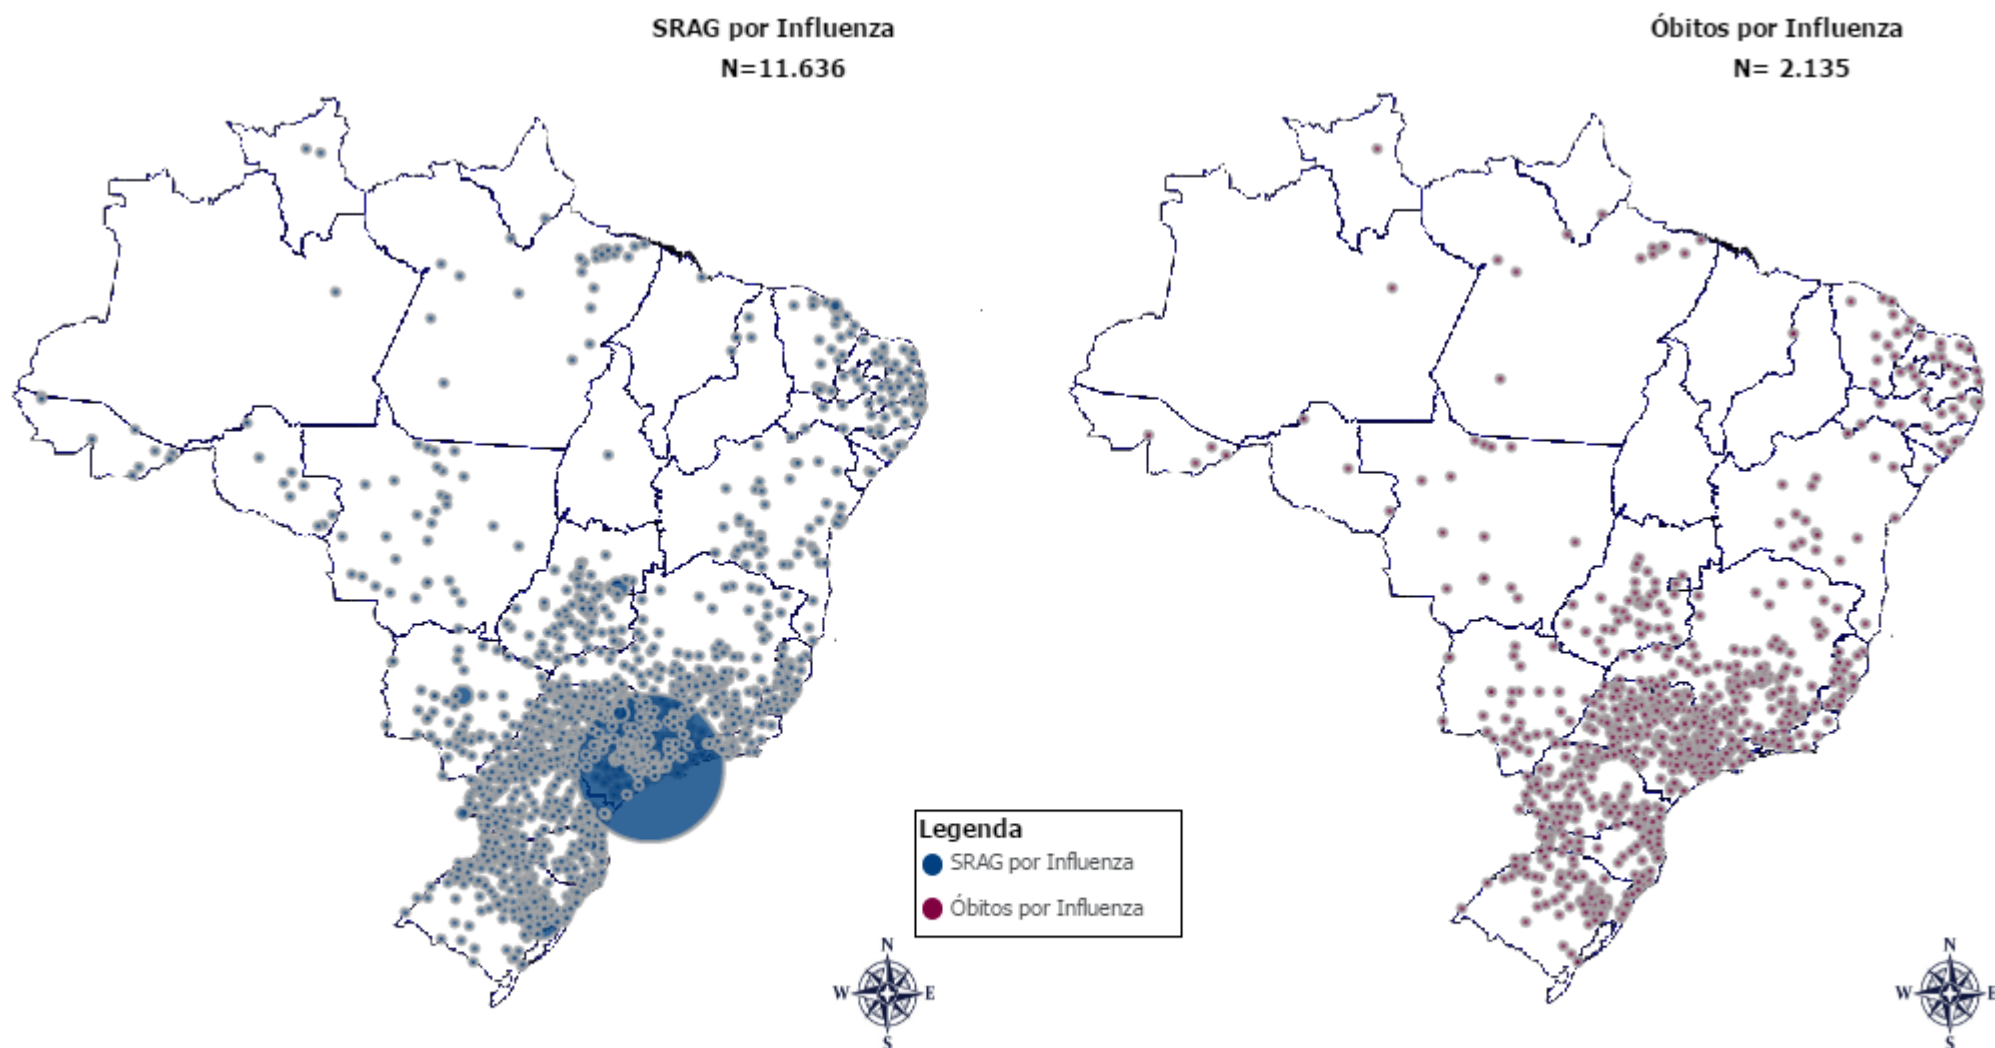 SRAG por Influenza
N=11.636
Óbitos por Influenza
N= 2.135
Legenda
SRAG por Influenza
Óbitos por Influenza
N
W E
S
N
W E
S